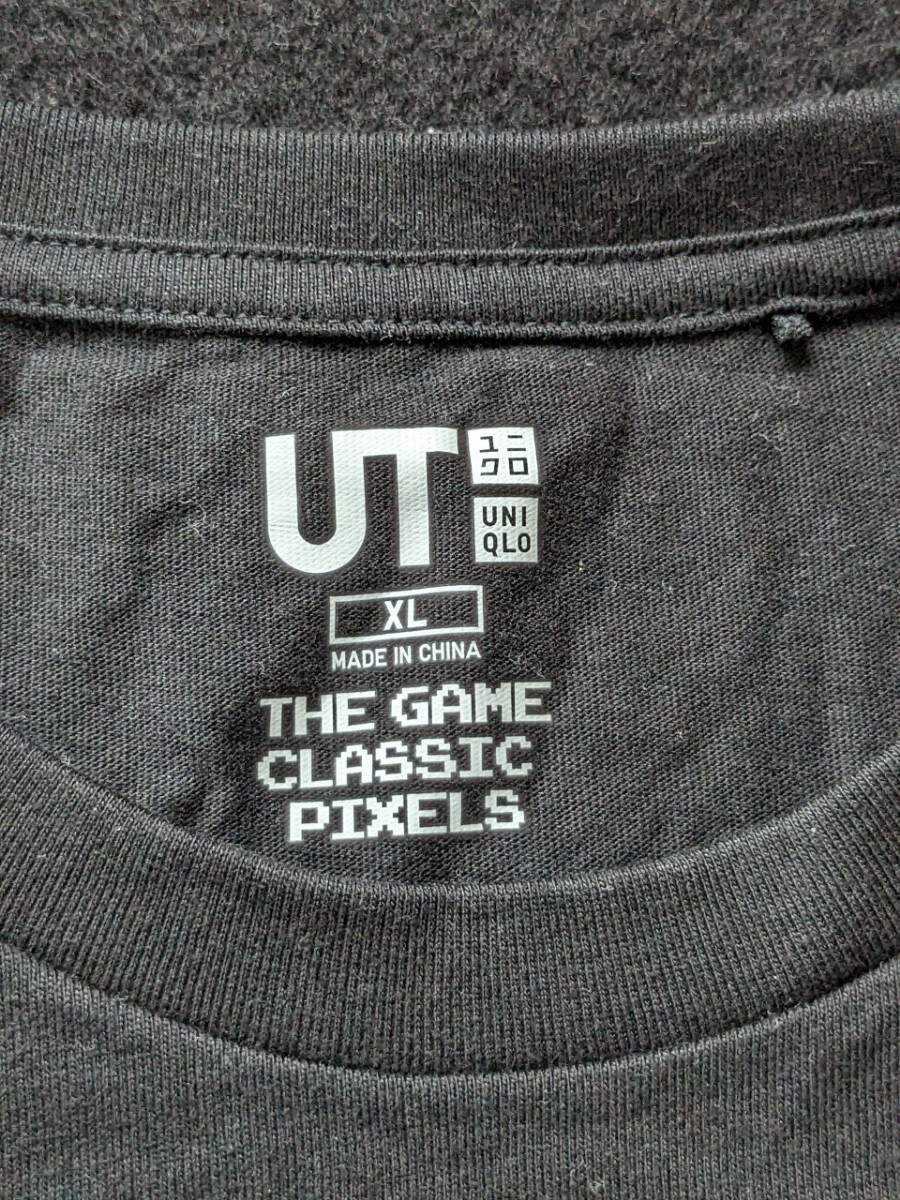 UT
ユニ
クロ
UNI
QLO
XL
MADE IN CHINA
THE GAME
CLASSIC
PIXELS